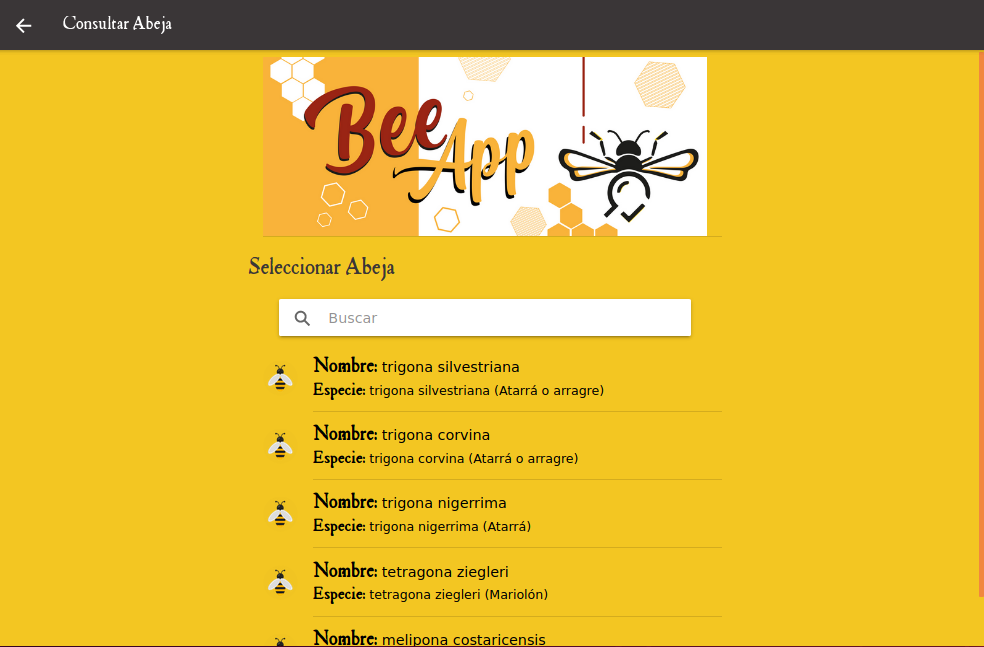 Consultar Abeja
Bee
App
Seleccionar Abeja
Buscar
Nombre: trigona silvestriana
Especie: trigona silvestriana (Atarrá o arragre)
Nombre: trigona corvina
Especie: trigona corvina (Atarrá o arragre)
Nombre: trigona nigerrima
Especie: trigona nigerrima (Atarrá)
Nombre: tetragona ziegleri
Especie: tetragona ziegleri (Mariolón)
Nombre: melipona costaricensis